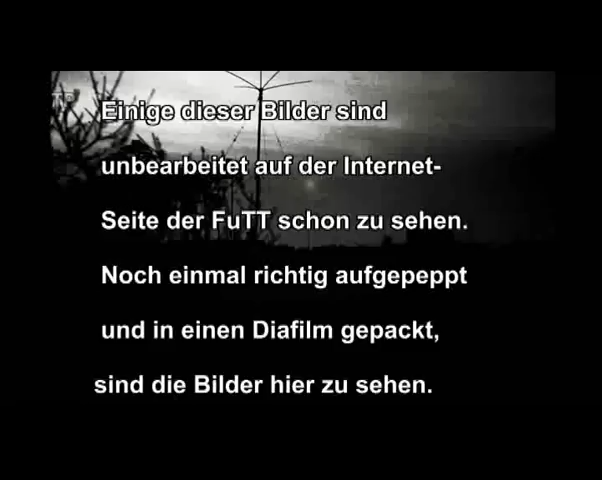 Einige dieser Bilder sind
unbearbeitet auf der Internet-
Seite der FuTT schon zu sehen.
Noch einmal richtig aufgepeppt
und in einen Diafilm gepackt,
sind die Bilder hier zu sehen.